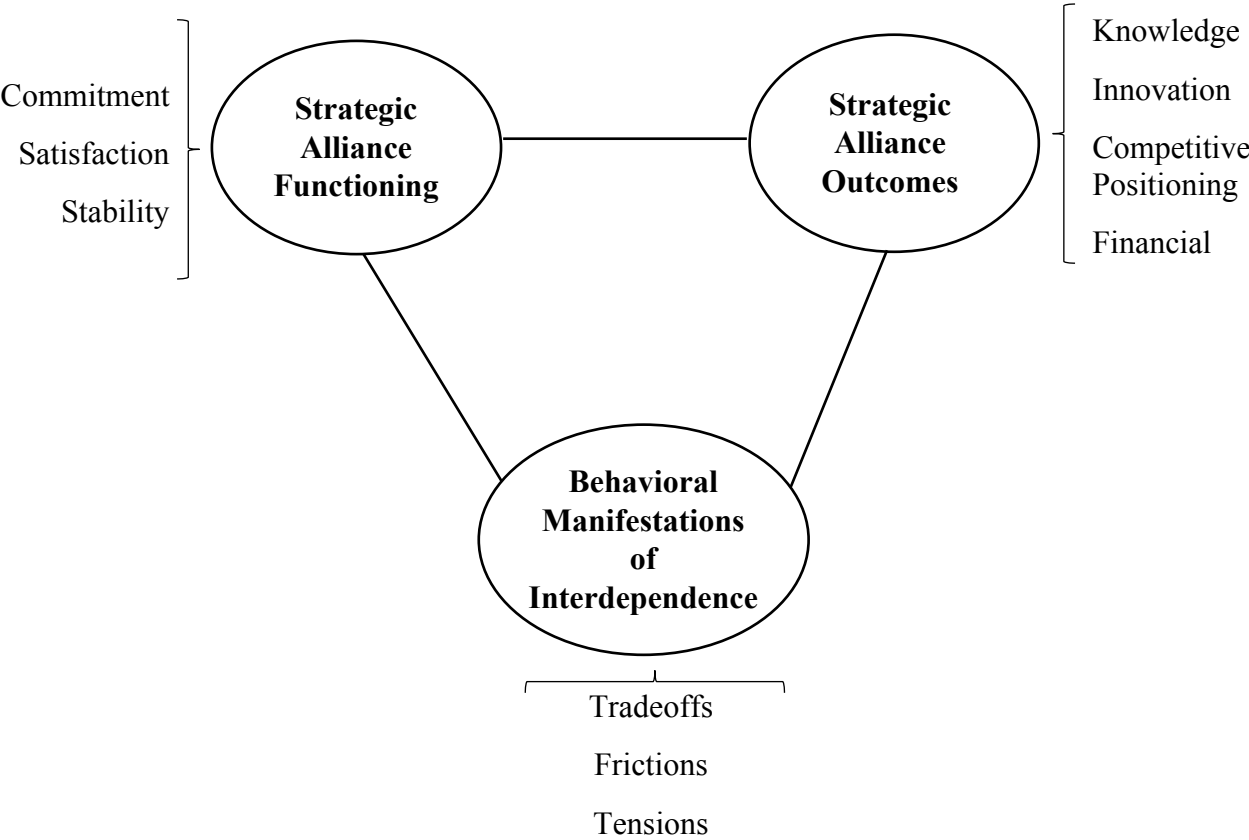 Commitment
Satisfaction
Stability
Strategic
Alliance
Functioning
Strategic
Alliance
Outcomes
Knowledge
Innovation
Competitive
Positioning
Financial
Behavioral
Manifestations
of
Interdependence
Tradeoffs
Frictions
Tensions